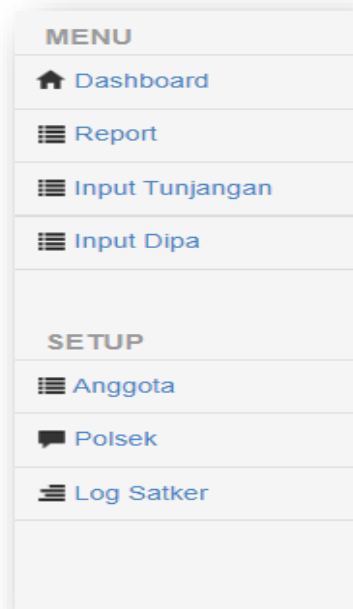 MENU
Dashboard
Report
Input Tunjangan
Input Dipa
SETUP
Anggota
Polsek
Log Satker